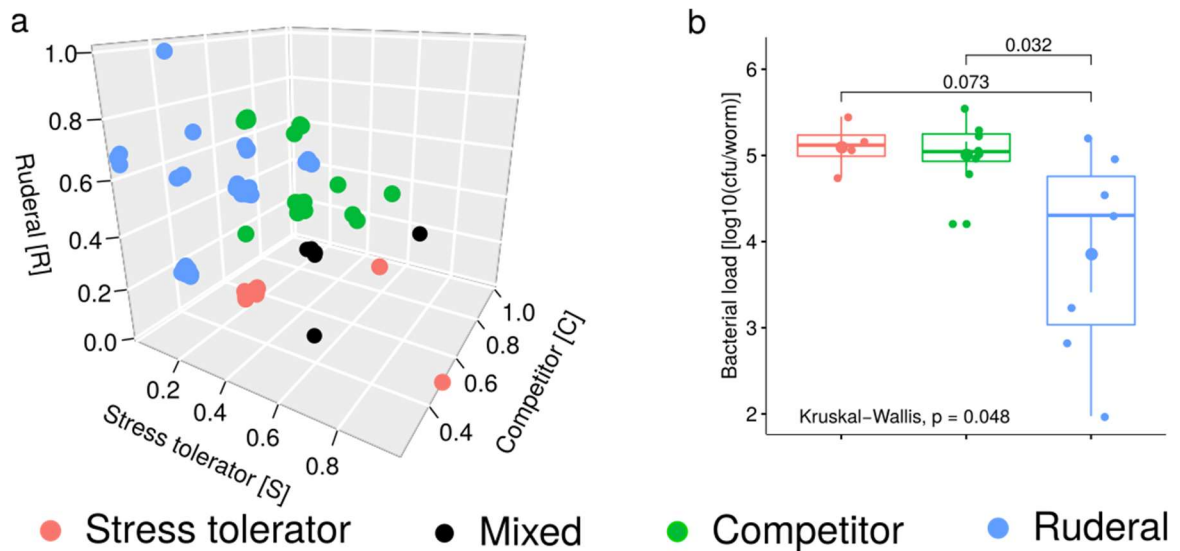 a
1.0
0.8
0.6
0.4
0.2
0.0
Ruderal [R]
0.2
0.4
0.6
0.8
Stress tolerator [S]
0.4
0.6
0.8
1.0
Competitor [C]
b
0.032
0.073
6
5
4
3
2
Bacterial load [log10(cfu/worm)]
Kruskal−Wallis, p = 0.048
Stress tolerator
Mixed
Competitor
Ruderal